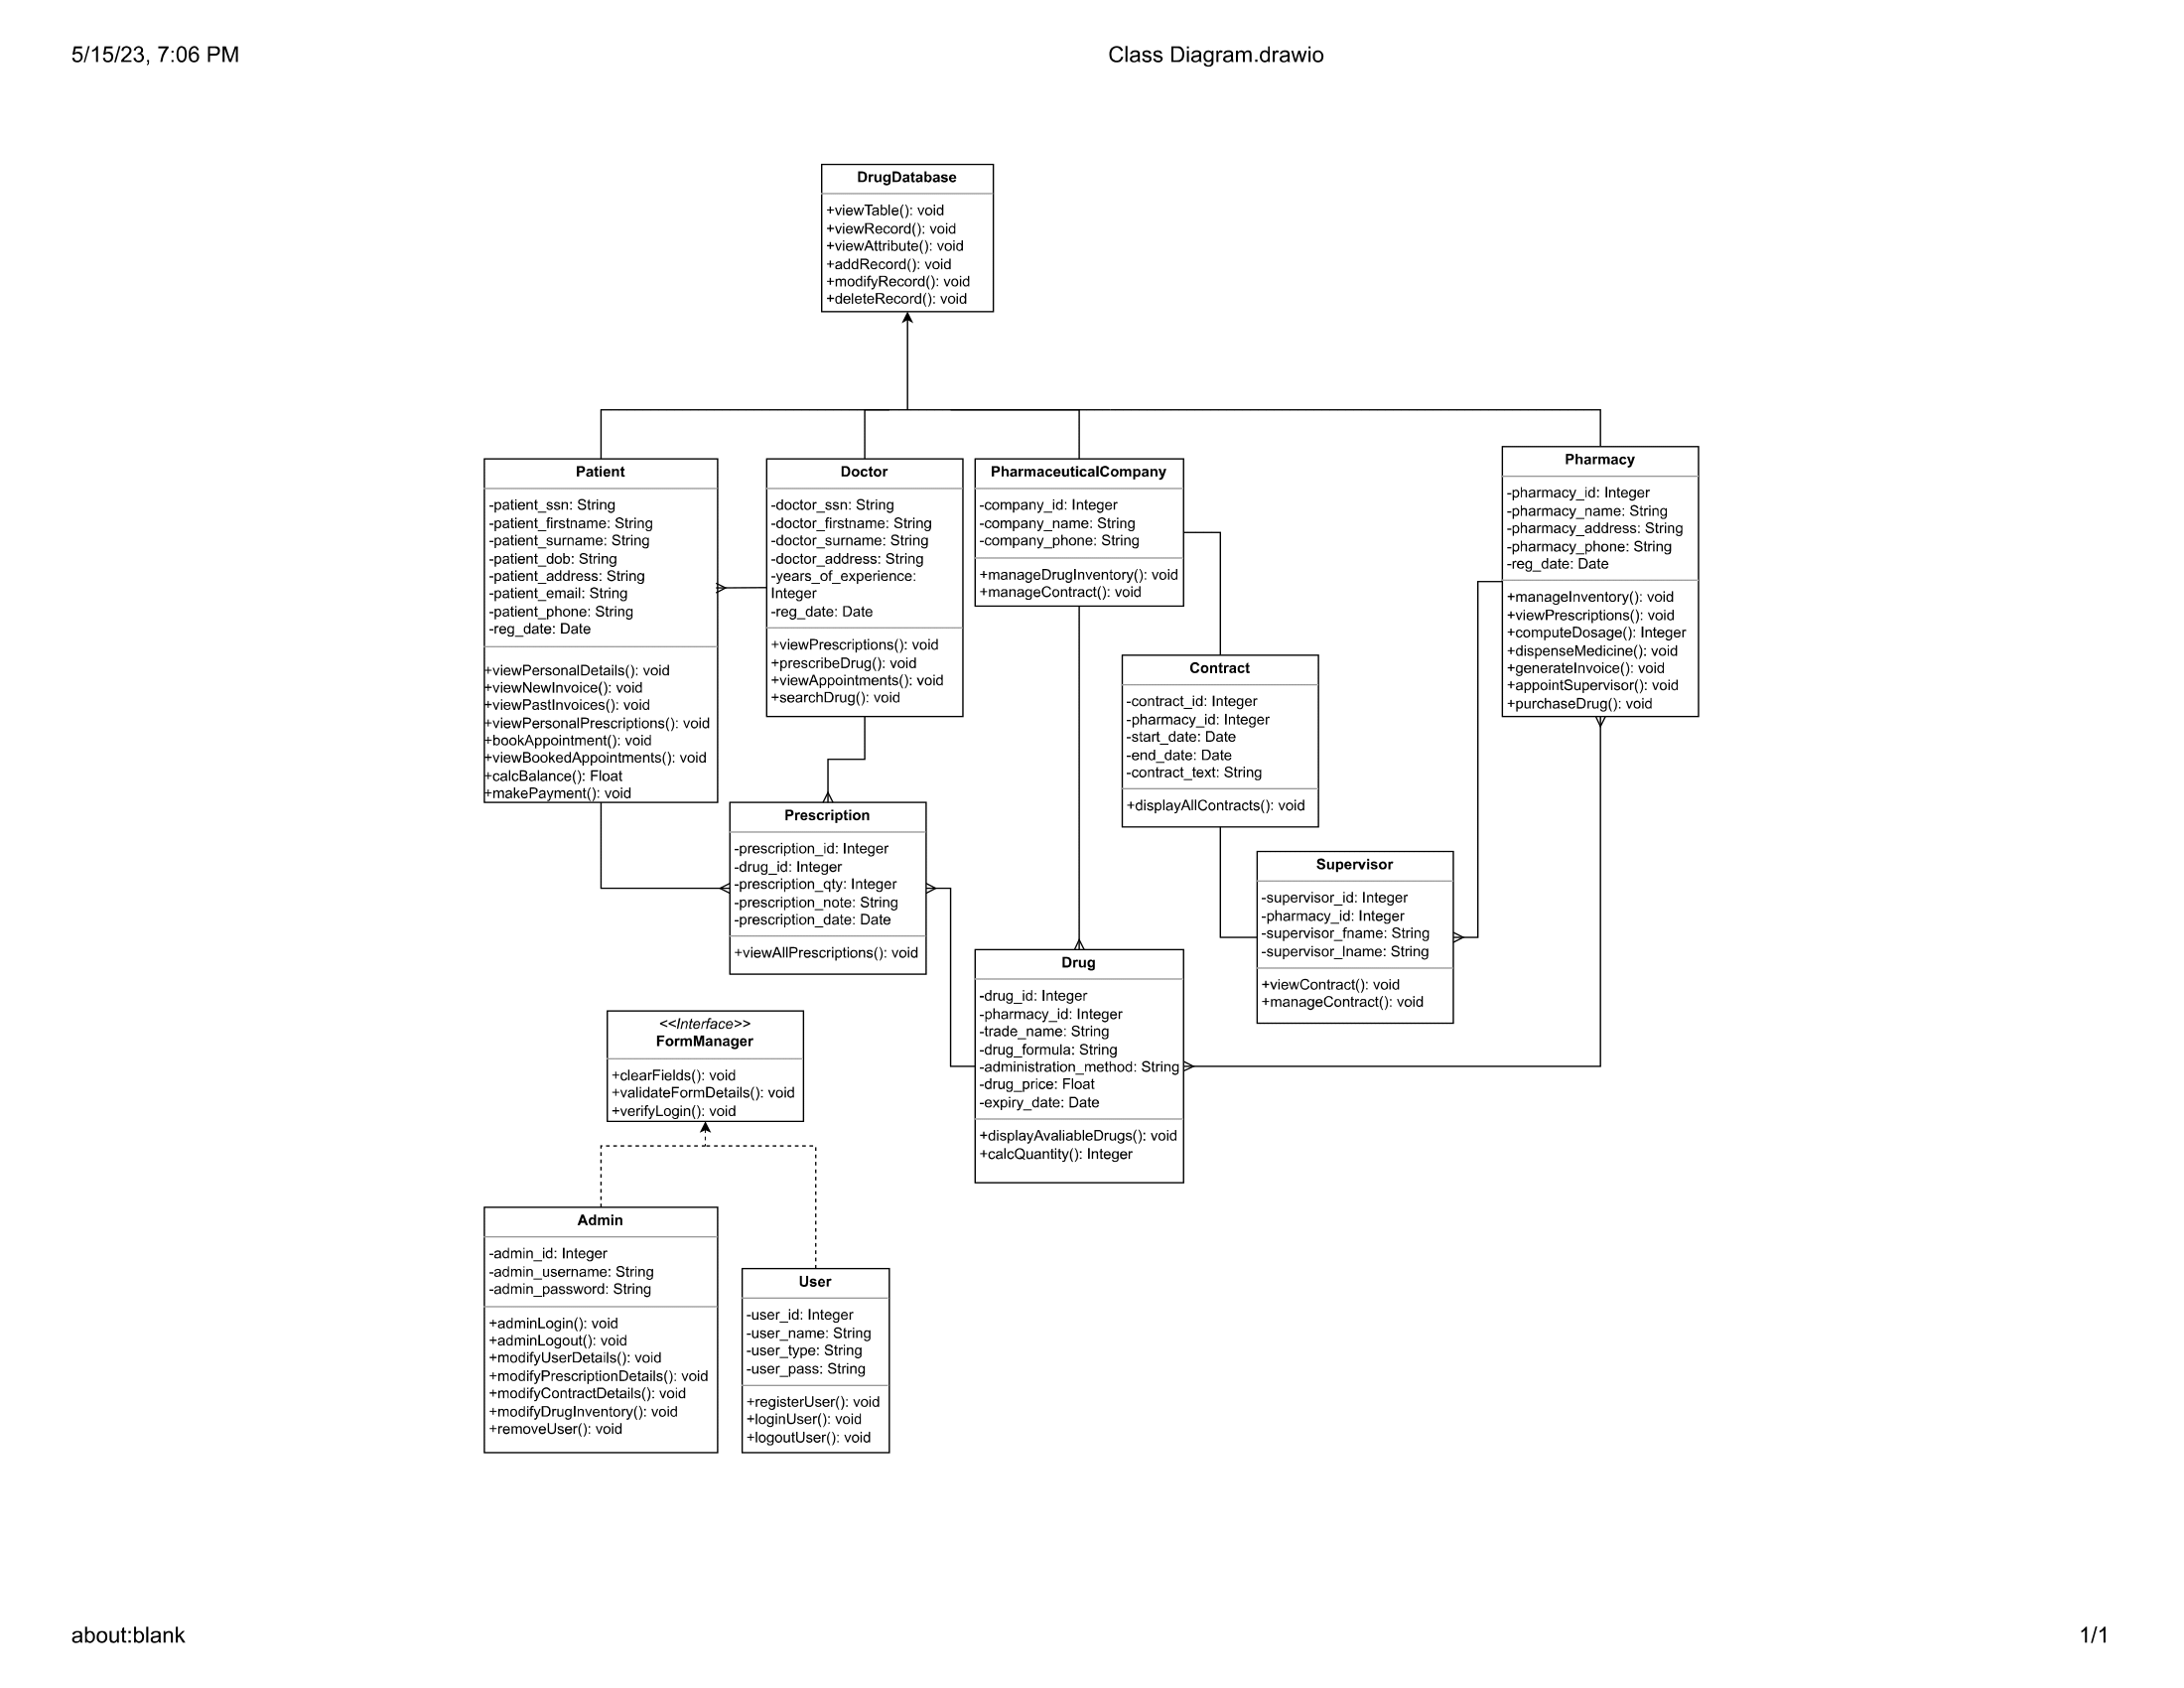 5/15/23, 7:06 PM
Class Diagram.drawio
DrugDatabase
+viewTable(): void
+viewRecord(): void
+viewAttribute(): void
+addRecord(): void
+modifyRecord(): void
+deleteRecord(): void
Patient
-patient_ssn: String
-patient_firstname: String
-patient_surname: String
-patient_dob: String
-patient_address: String
-patient_email: String
-patient_phone: String
-reg_date: Date
+viewPersonalDetails(): void
+viewNewInvoice(): void
+viewPastInvoices(): void
+viewPersonalPrescriptions(): void
+bookAppointment(): void
+viewBookedAppointments(): void
+calcBalance(): Float
+makePayment(): void
Doctor
-doctor_ssn: String
-doctor_firstname: String
-doctor_surname: String
-doctor_address: String
-years_of_experience:
Integer
-reg_date: Date
+viewPrescriptions(): void
+prescribeDrug(): void
+viewAppointments(): void
+searchDrug(): void
PharmaceuticalCompany
-company_id: Integer
-company_name: String
-company_phone: String
+manageDrugInventory(): void
+manageContract(): void
Pharmacy
-pharmacy_id: Integer
-pharmacy_name: String
-pharmacy_address: String
-pharmacy_phone: String
-reg_date: Date
+manageInventory(): void
+viewPrescriptions(): void
+computeDosage(): Integer
+dispenseMedicine(): void
+generateInvoice(): void
+appointSupervisor(): void
+purchaseDrug(): void
Contract
-contract_id: Integer
-pharmacy_id: Integer
-start_date: Date
-end_date: Date
-contract_text: String
+displayAllContracts(): void
Prescription
-prescription_id: Integer
-drug_id: Integer
-prescription_qty: Integer
-prescription_note: String
-prescription_date: Date
+viewAllPrescriptions(): void
Supervisor
-supervisor_id: Integer
-pharmacy_id: Integer
-supervisor_fname: String
-supervisor_lname: String
+viewContract(): void
+manageContract(): void
Drug
-drug_id: Integer
-pharmacy_id: Integer
-trade_name: String
-drug_formula: String
-administration_method: String
-drug_price: Float
-expiry_date: Date
+displayAvaliableDrugs(): void
+calcQuantity(): Integer
<<Interface>>
FormManager
+clearFields(): void
+validateFormDetails(): void
+verifyLogin(): void
Admin
-admin_id: Integer
-admin_username: String
-admin_password: String
+adminLogin(): void
+adminLogout(): void
+modifyUserDetails(): void
+modifyPrescriptionDetails(): void
+modifyContractDetails(): void
+modifyDrugInventory(): void
+removeUser(): void
User
-user_id: Integer
-user_name: String
-user_type: String
-user_pass: String
+registerUser(): void
+loginUser(): void
+logoutUser(): void
about:blank
1/1